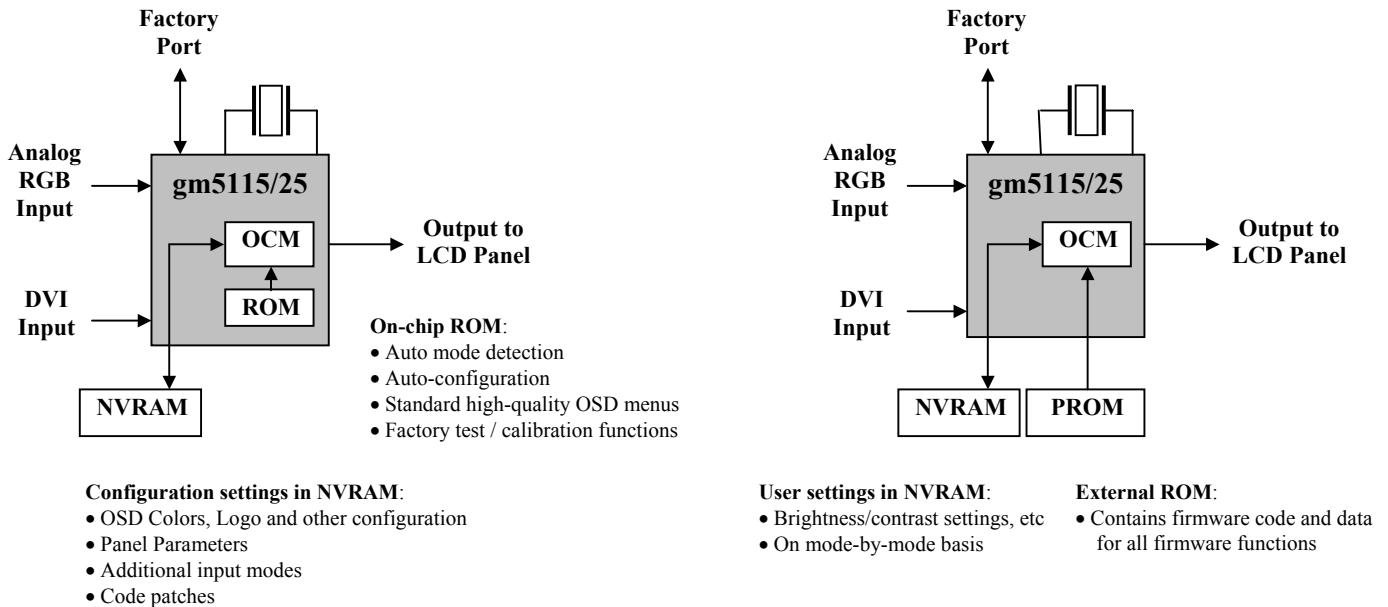 Factory
Port
Analog
RGB
Input
gm5115/25
OCM
ROM
Output to
LCD Panel
DVI
Input
NVRAM
On-chip ROM:
• Auto mode detection
• Auto-configuration
• Standard high-quality OSD menus
• Factory test / calibration functions
Configuration settings in NVRAM:
• OSD Colors, Logo and other configuration
• Panel Parameters
• Additional input modes
• Code patches
Factory
Port
Analog
RGB
Input
gm5115/25
OCM
Output to
LCD Panel
DVI
Input
NVRAM
PROM
User settings in NVRAM:
• Brightness/contrast settings, etc
• On mode-by-mode basis
External ROM:
• Contains firmware code and data
for all firmware functions